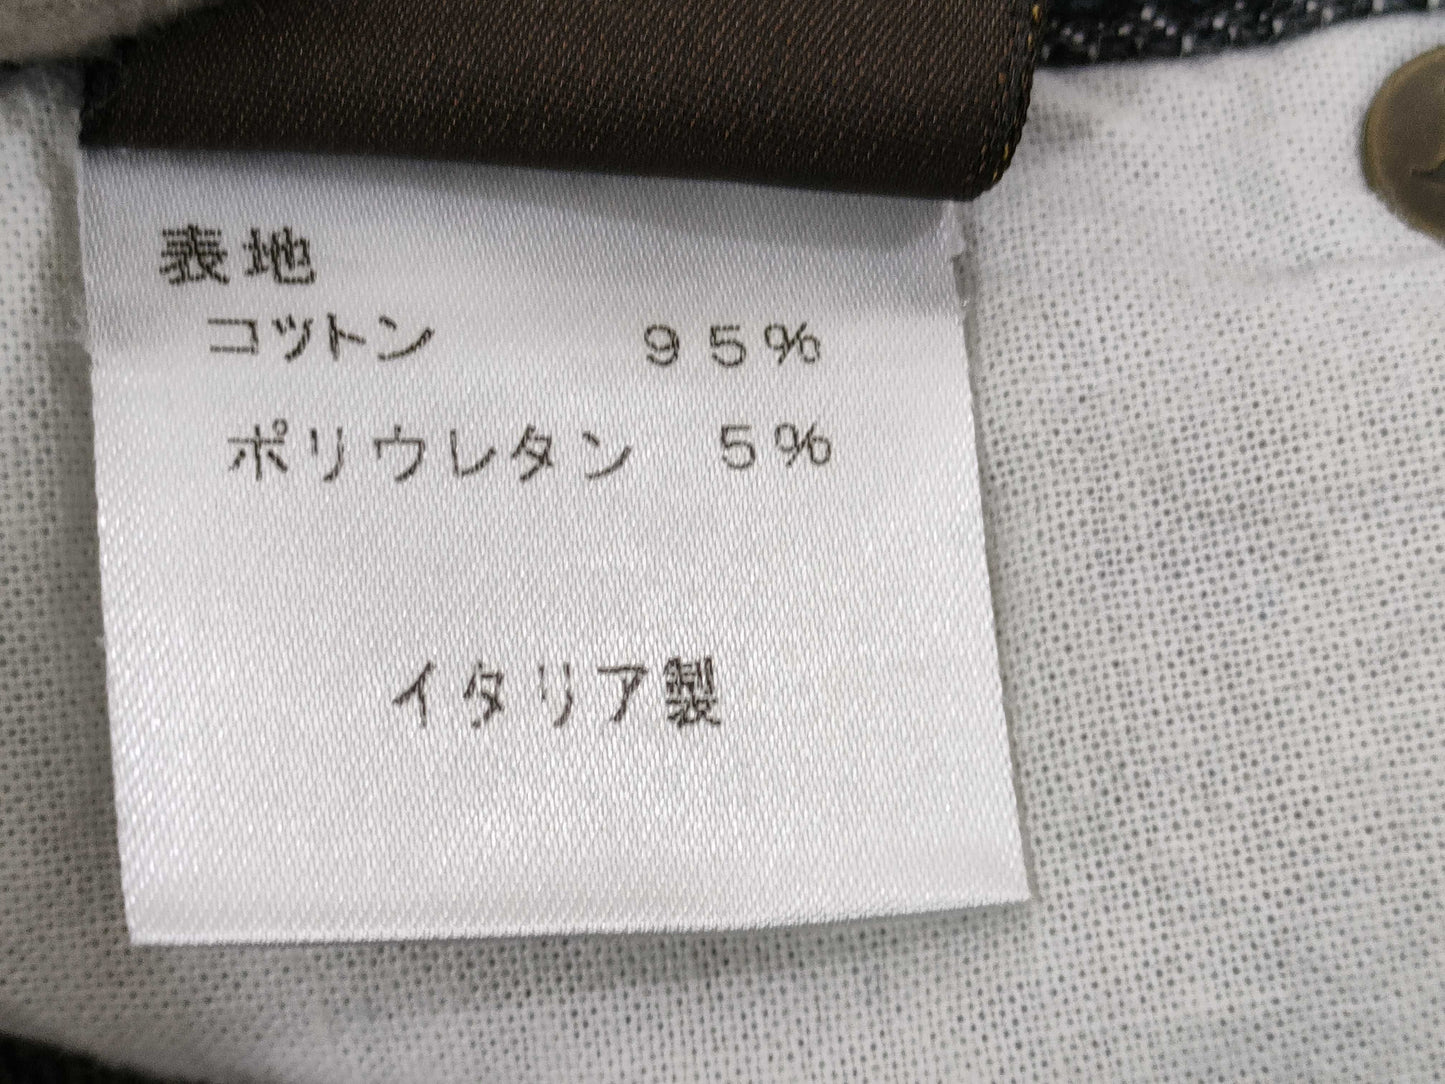 表地
コットン 95%
ポリウレタン 5%
イタリア製